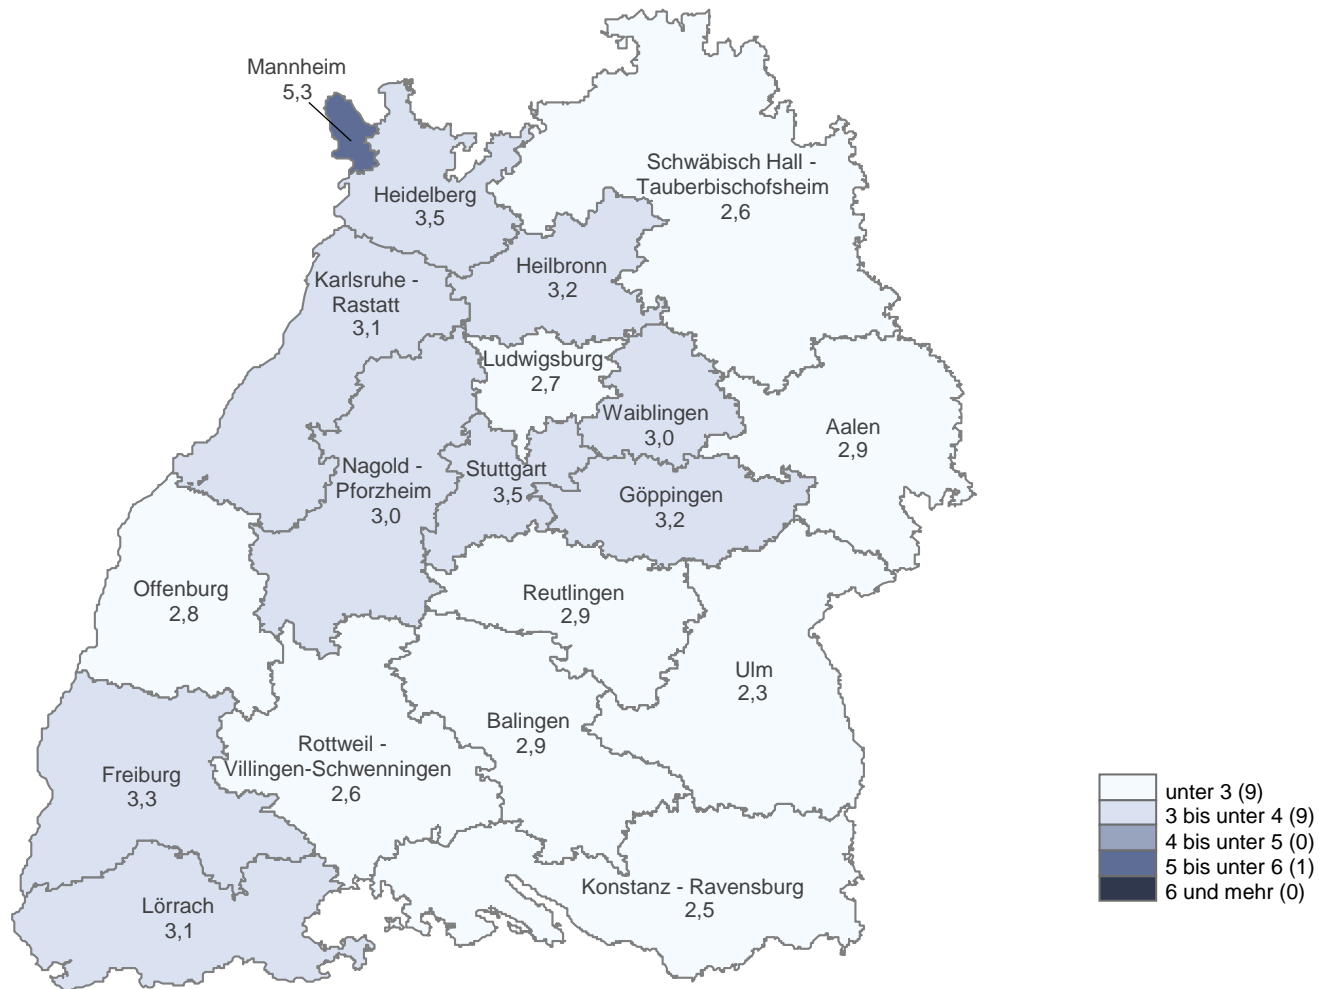 Mannheim
5,3
Schwäbisch Hall -
Tauberbischofsheim
2,6
Heidelberg
3,5
Heilbronn
3,2
Karlsruhe -
Rastatt
3,1
Ludwigsburg
2,7
Waiblingen
3,0
Aalen
2,9
Nagold -
Pforzheim
3,0
Stuttgart
3,5
Göppingen
3,2
Offenburg
2,8
Reutlingen
2,9
Ulm
2,3
Balingen
2,9
Rottweil -
Villingen-Schwenningen
2,6
Freiburg
3,3
Konstanz - Ravensburg
2,5
Lörrach
3,1
unter 3 (9)
3 bis unter 4 (9)
4 bis unter 5 (0)
5 bis unter 6 (1)
6 und mehr (0)